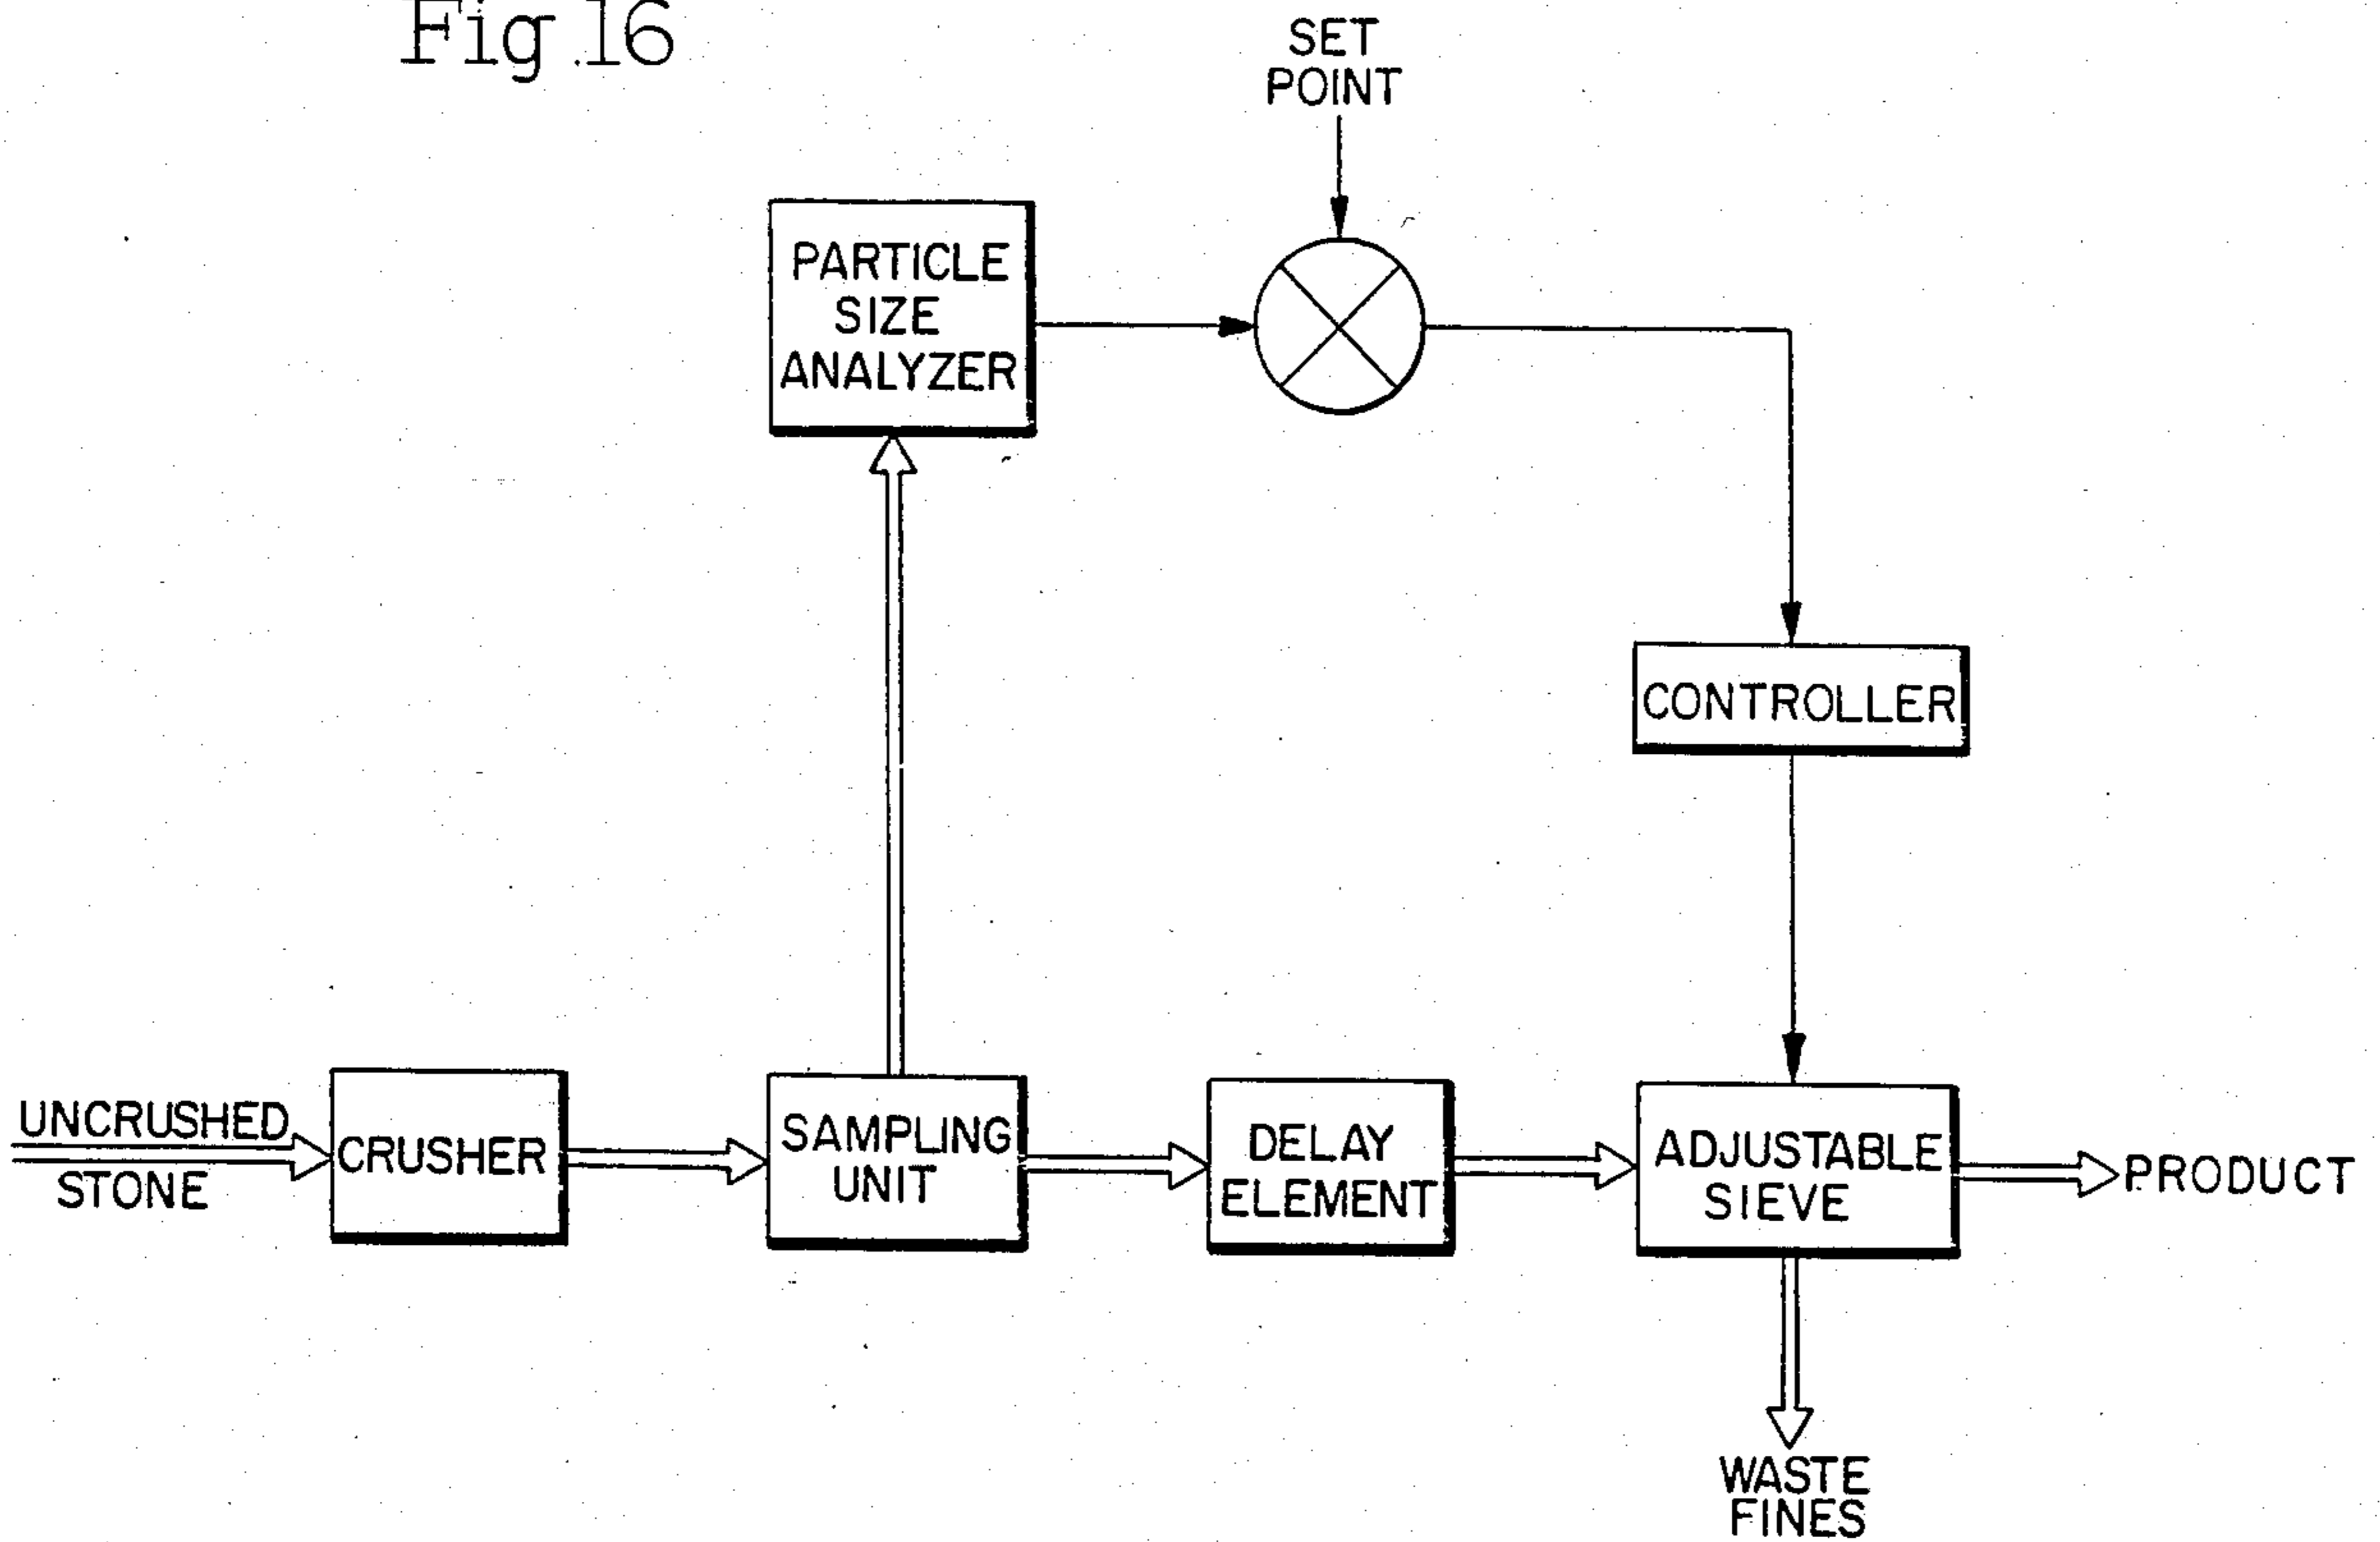 Fig.16
SET
POINT
PARTICLE
SIZE
ANALYZER
CONTROLLER
UNCRUSHED
STONE
CRUSHER
SAMPLING
UNIT
DELAY
ELEMENT
ADJUSTABLE
SIEVE
PRODUCT
WASTE
FINES